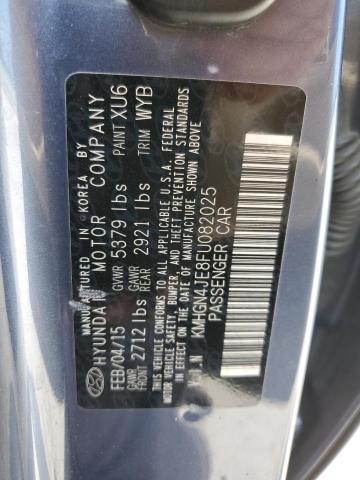 MANUFACTURED IN KOREA BY
HYUNDAI MOTOR COMPANY
FEB/04/15 GVWR 5379 lbs PAINT XU6
GAWR FRONT 2712 lbs GAWR REAR 2921 lbs TRIM WYB
THIS VEHICLE CONFORMS TO ALL APPLICABLE U.S.A. FEDERAL
MOTOR VEHICLE SAFETY, BUMPER, AND THEFT PREVENTION
STANDARDS IN EFFECT ON THE DATE OF MANUFACTURE SHOWN ABOVE
V.I.N KMHGN4JE8FU082025
PASSENGER CAR